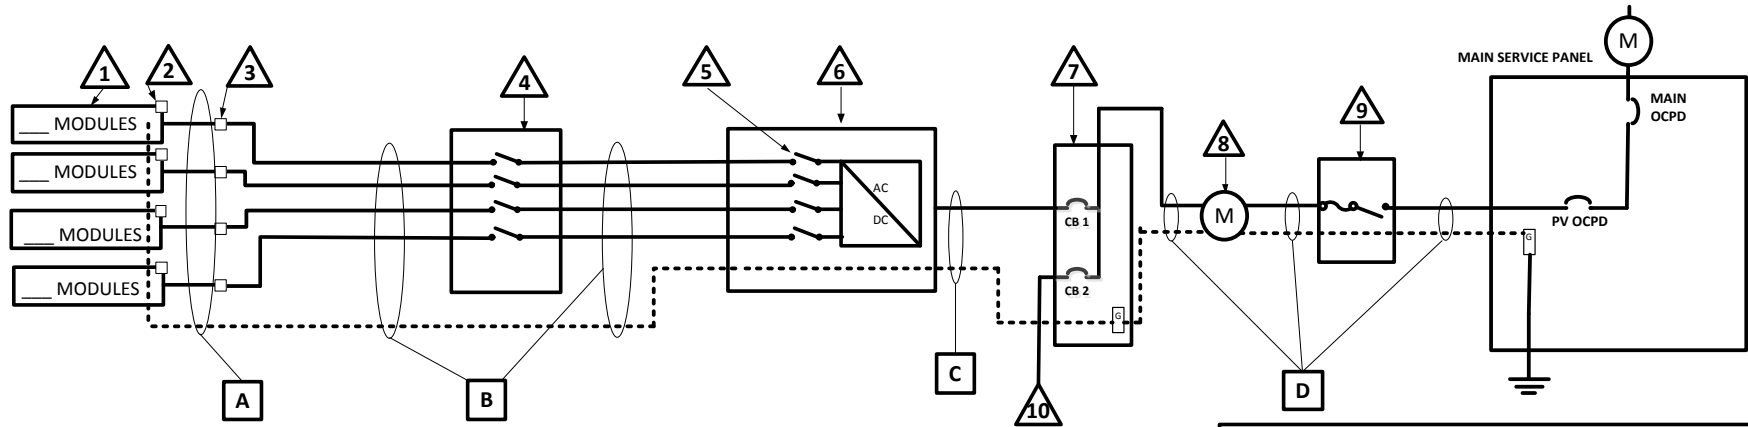 1
2
3
4
5
6
7
8
9
10
___ MODULES
___ MODULES
___ MODULES
___ MODULES
AC
DC
CB 1
CB 2
G
M
MAIN SERVICE PANEL
M
MAIN
OCPD
PV OCPD
G
A
B
C
D